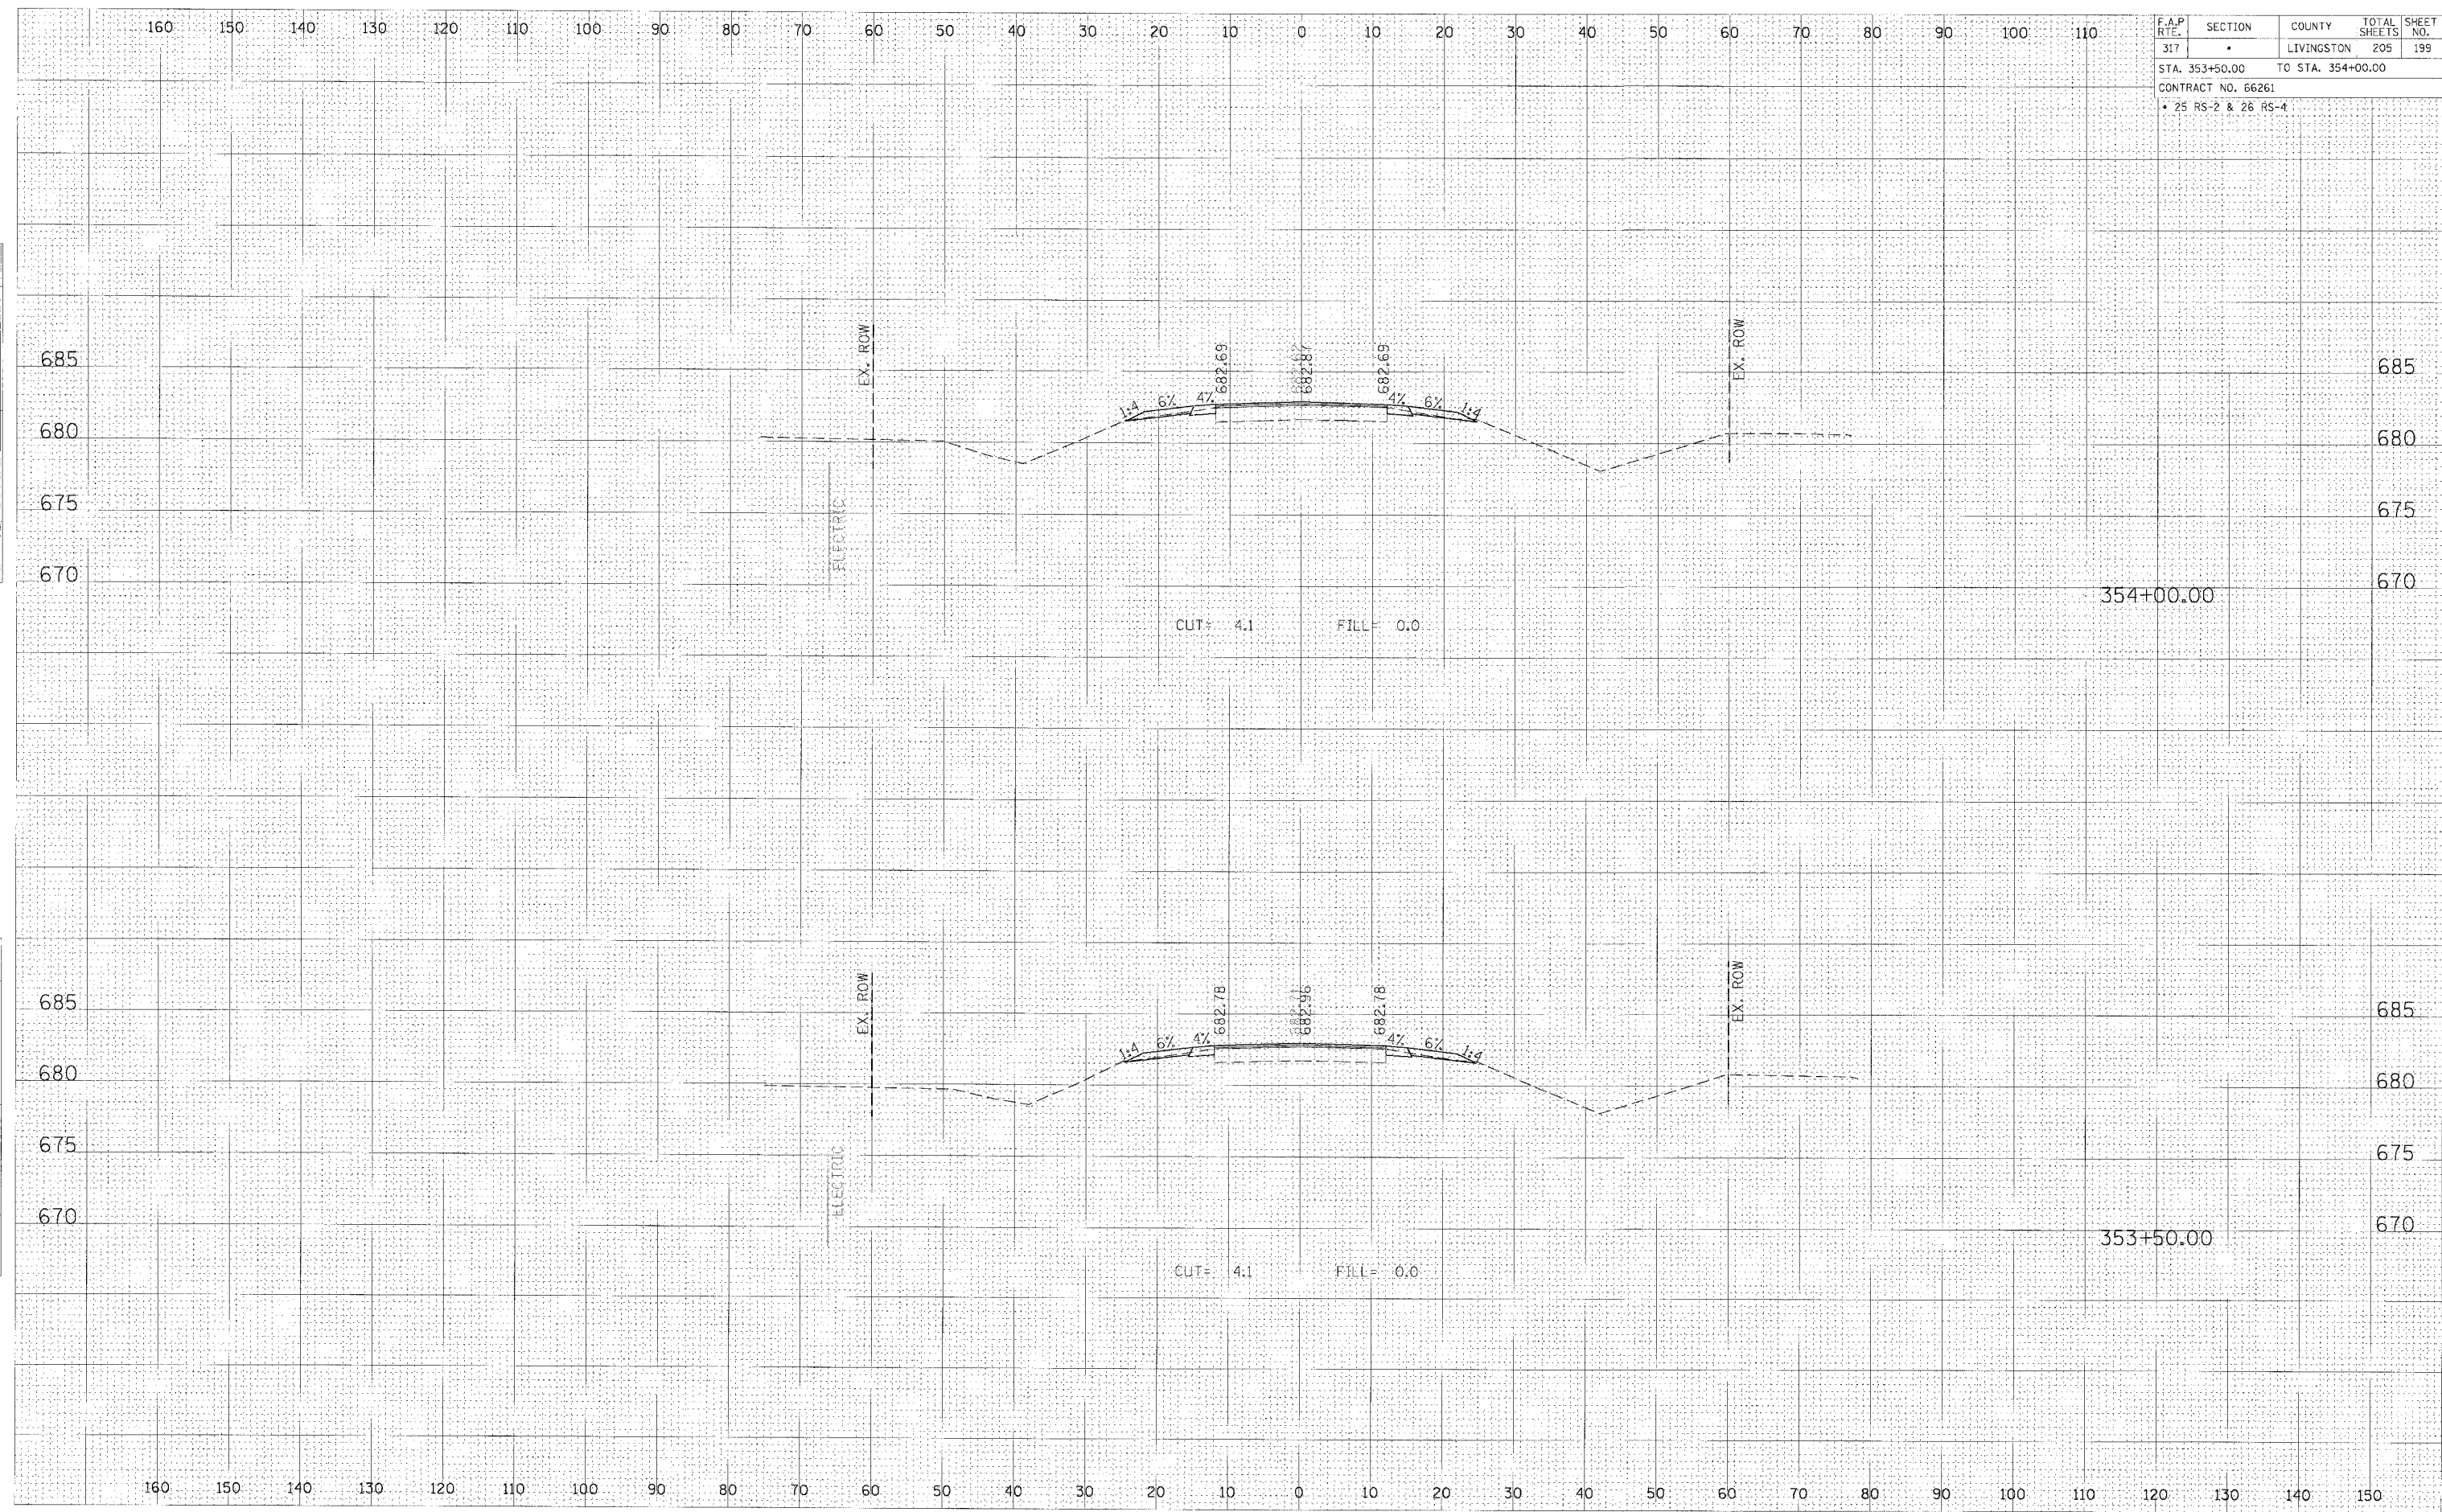 160 150 140 130 120 110 100 90 80 70 60 50 40 30 20 10 0 10 20 30 40 50 60 70 80 90 100 110
F.A.P RTE. SECTION COUNTY TOTAL SHEETS SHEET NO.
317 * LIVINGSTON 205 199
STA. 353+50.00 TO STA. 354+00.00
CONTRACT NO. 66261
* 25 RS-2 & 26 RS-4
EX. ROW 682.69 682.87 682.69 EX. ROW
685 685
1:4 6% 4% 4% 6% 1:4
680 680
675 675
ELECTRIC
670 670
354+00.00
CUT= 4.1 FILL= 0.0
EX. ROW 682.78 682.96 682.78 EX. ROW
685 685
1:4 6% 4% 4% 6% 1:4
680 680
675 675
ELECTRIC
670 670
353+50.00
CUT= 4.1 FILL= 0.0
160 150 140 130 120 110 100 90 80 70 60 50 40 30 20 10 0 10 20 30 40 50 60 70 80 90 100 110 120 130 140 150